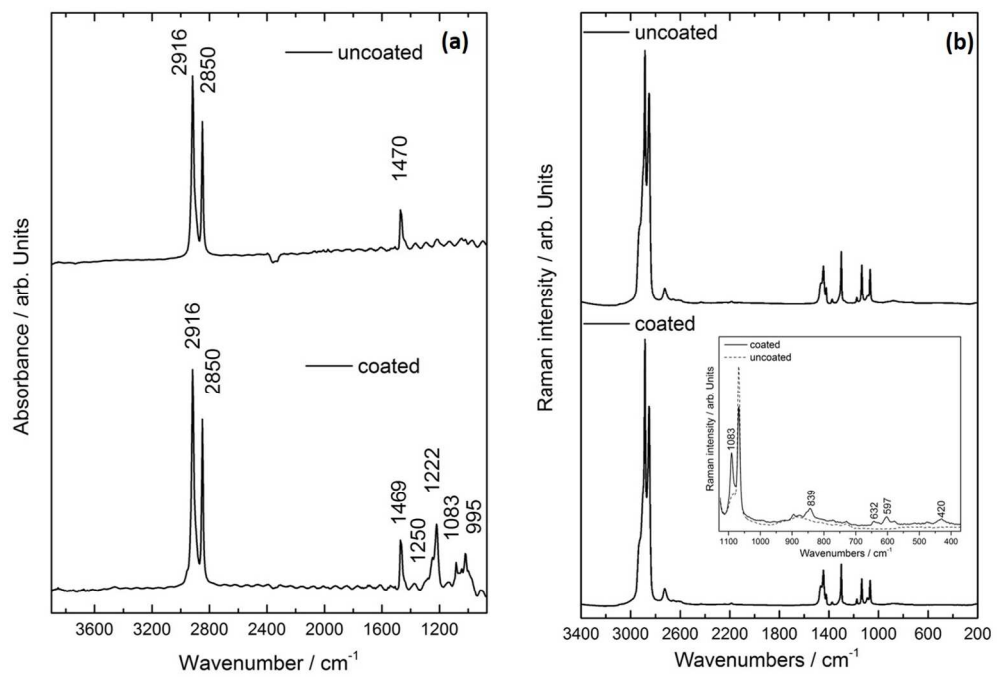 (a)
uncoated
2916
2850
1470
coated
2916
2850
1469
1250
1222
1083
995
Absorbance / arb. Units
3600 3200 2800 2400 2000 1600 1200
Wavenumber / cm⁻¹
(b)
uncoated
coated
Raman intensity / arb. Units
coated
uncoated
1083
839
632
597
420
Raman intensity / arb. Units
1100 1000 900 800 700 600 500 400
Wavenumbers / cm⁻¹
3400 3000 2600 2200 1800 1400 1000 600 200
Wavenumbers / cm⁻¹